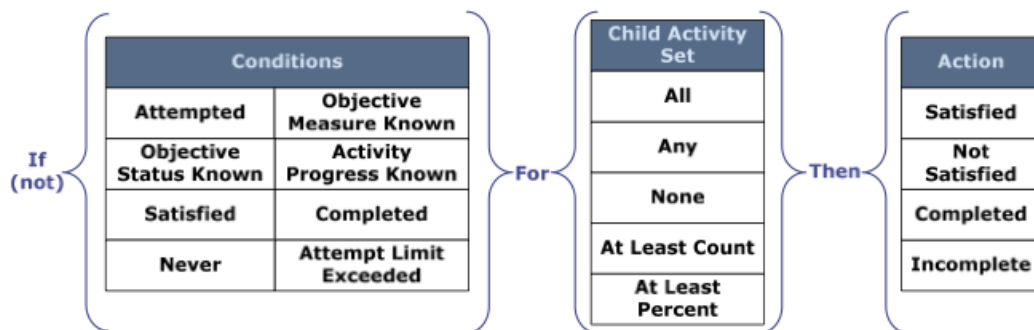 If
(not)
Conditions
Attempted
Objective
Measure Known
Objective
Status Known
Activity
Progress Known
Satisfied
Completed
Never
Attempt Limit
Exceeded
For
Child Activity
Set
All
Any
None
At Least Count
At Least
Percent
Then
Action
Satisfied
Not
Satisfied
Completed
Incomplete